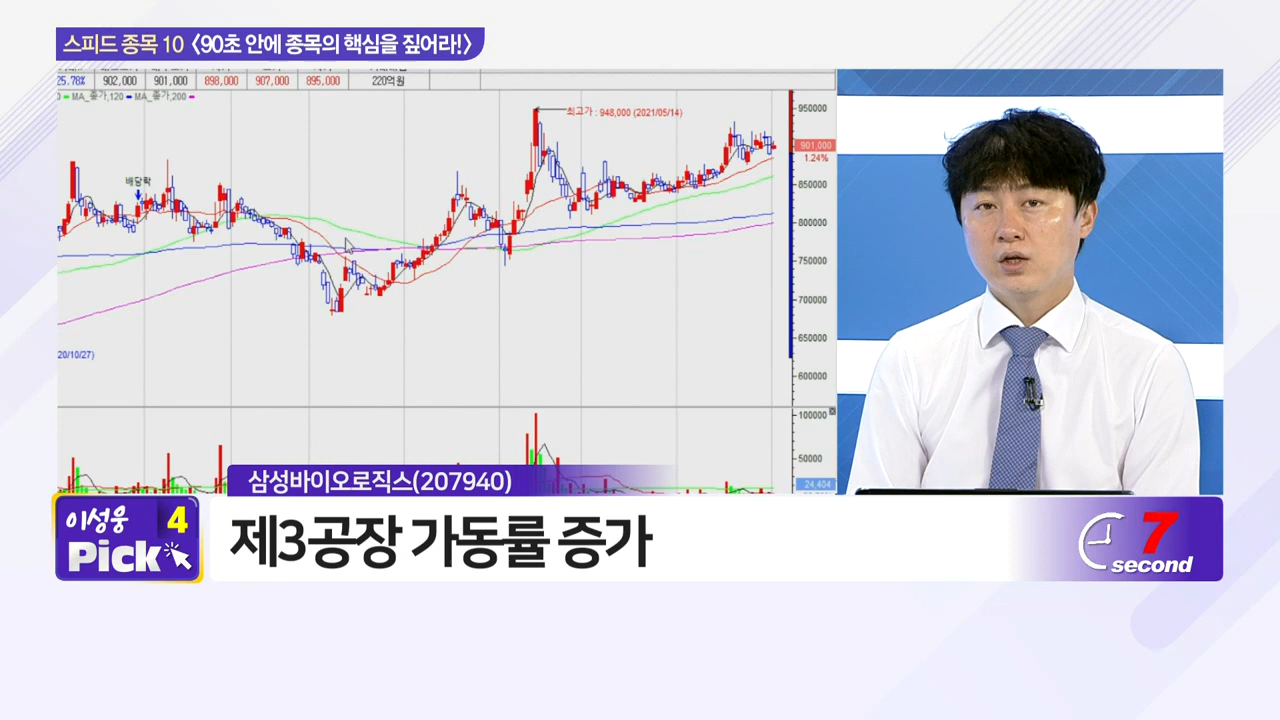 스피드 종목 10 〈90초 안에 종목의 핵심을 짚어라!〉
25.78% 902,000 901,000 898,000 907,000 895,000 220억원
MA_종가,120 MA_종가,200
최고가 : 948,000 (2021/05/14)
배당락
950000
901,000
1.24%
850000
800000
750000
700000
650000
600000
20/10/27)
100000
50000
24,404
삼성바이오로직스(207940)
이성웅 4
Pick
제3공장 가동률 증가
7
second